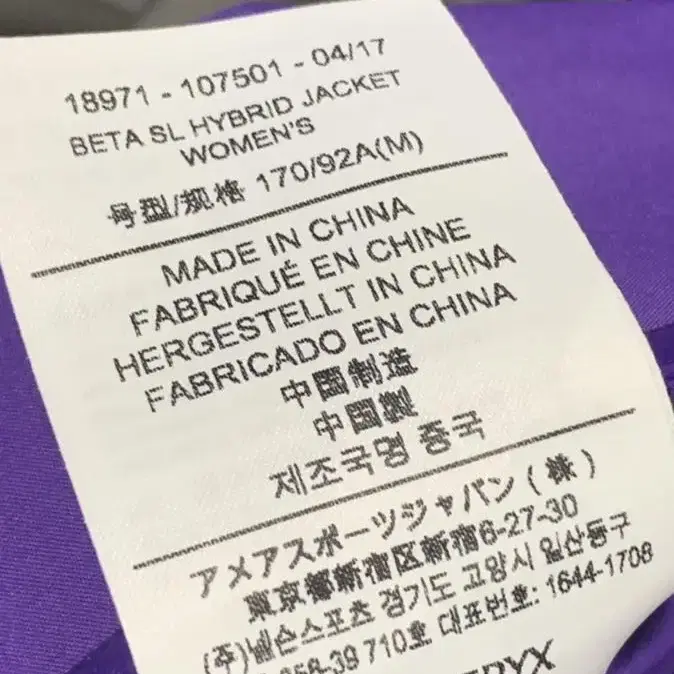 18971 - 107501 - 04/17
BETA SL HYBRID JACKET
WOMEN'S
号型/规格 170/92A(M)
MADE IN CHINA
FABRIQUÉ EN CHINE
HERGESTELLT IN CHINA
FABRICADO EN CHINA
中国制造
中国製
제조국명 중국
アメアスポーツジャパン(株)
東京都新宿区新宿6-27-30
(주)넬슨스포츠 경기도 고양시 일산동구
710호 대표번호: 1644-1708